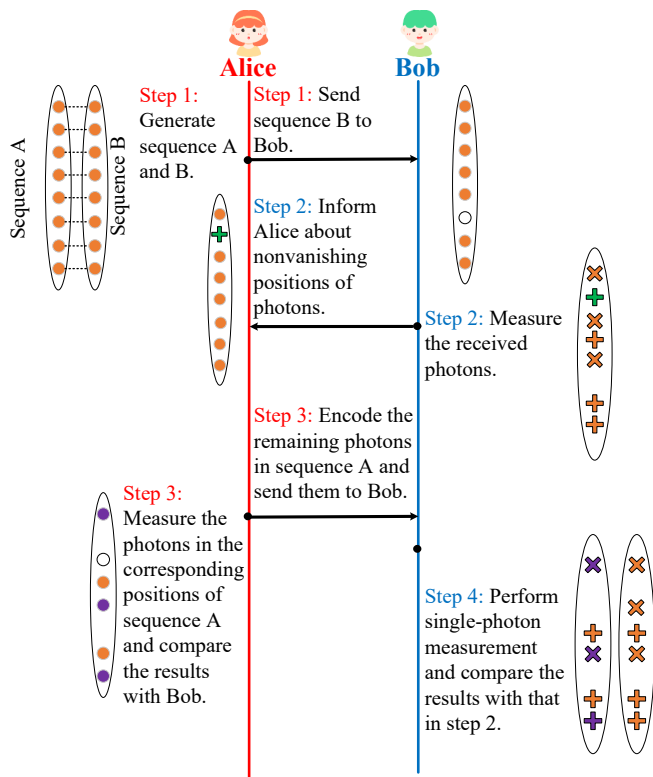 Alice
Bob
Sequence A
Sequence B
Step 1:
Generate
sequence A
and B.
Step 1: Send
sequence B to
Bob.
Step 2: Inform
Alice about
nonvanishing
positions of
photons.
Step 2: Measure
the received
photons.
Step 3: Encode the
remaining photons
in sequence A and
send them to Bob.
Step 3:
Measure the
photons in the
corresponding
positions of
sequence A
and compare
the results
with Bob.
Step 4: Perform
single-photon
measurement
and compare the
results with that
in step 2.